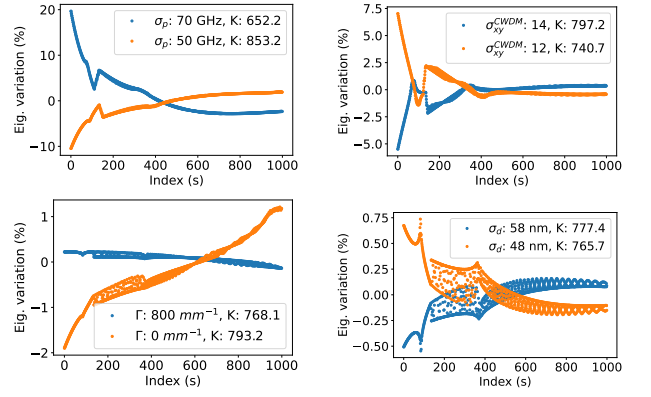 Eig. variation (%)
20
10
0
−10
σp: 70 GHz, K: 652.2
σp: 50 GHz, K: 853.2
0 200 400 600 800 1000
Index (s)
Eig. variation (%)
5.0
2.5
0.0
−2.5
−5.0
σxy^CWDM: 14, K: 797.2
σxy^CWDM: 12, K: 740.7
0 200 400 600 800 1000
Index (s)
Eig. variation (%)
1
0
−1
−2
Γ: 800 mm⁻¹, K: 768.1
Γ: 0 mm⁻¹, K: 793.2
0 200 400 600 800 1000
Index (s)
Eig. variation (%)
0.75
0.50
0.25
0.00
−0.25
−0.50
σd: 58 nm, K: 777.4
σd: 48 nm, K: 765.7
0 200 400 600 800 1000
Index (s)